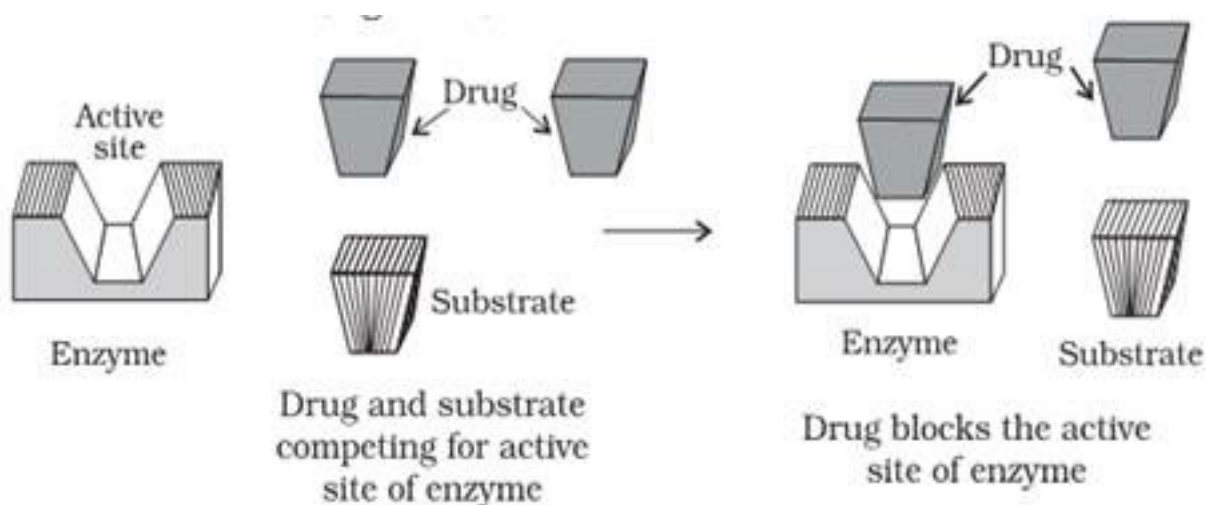 Active
site
Enzyme
Drug
Substrate
Drug and substrate
competing for active
site of enzyme
Drug
Enzyme
Substrate
Drug blocks the active
site of enzyme